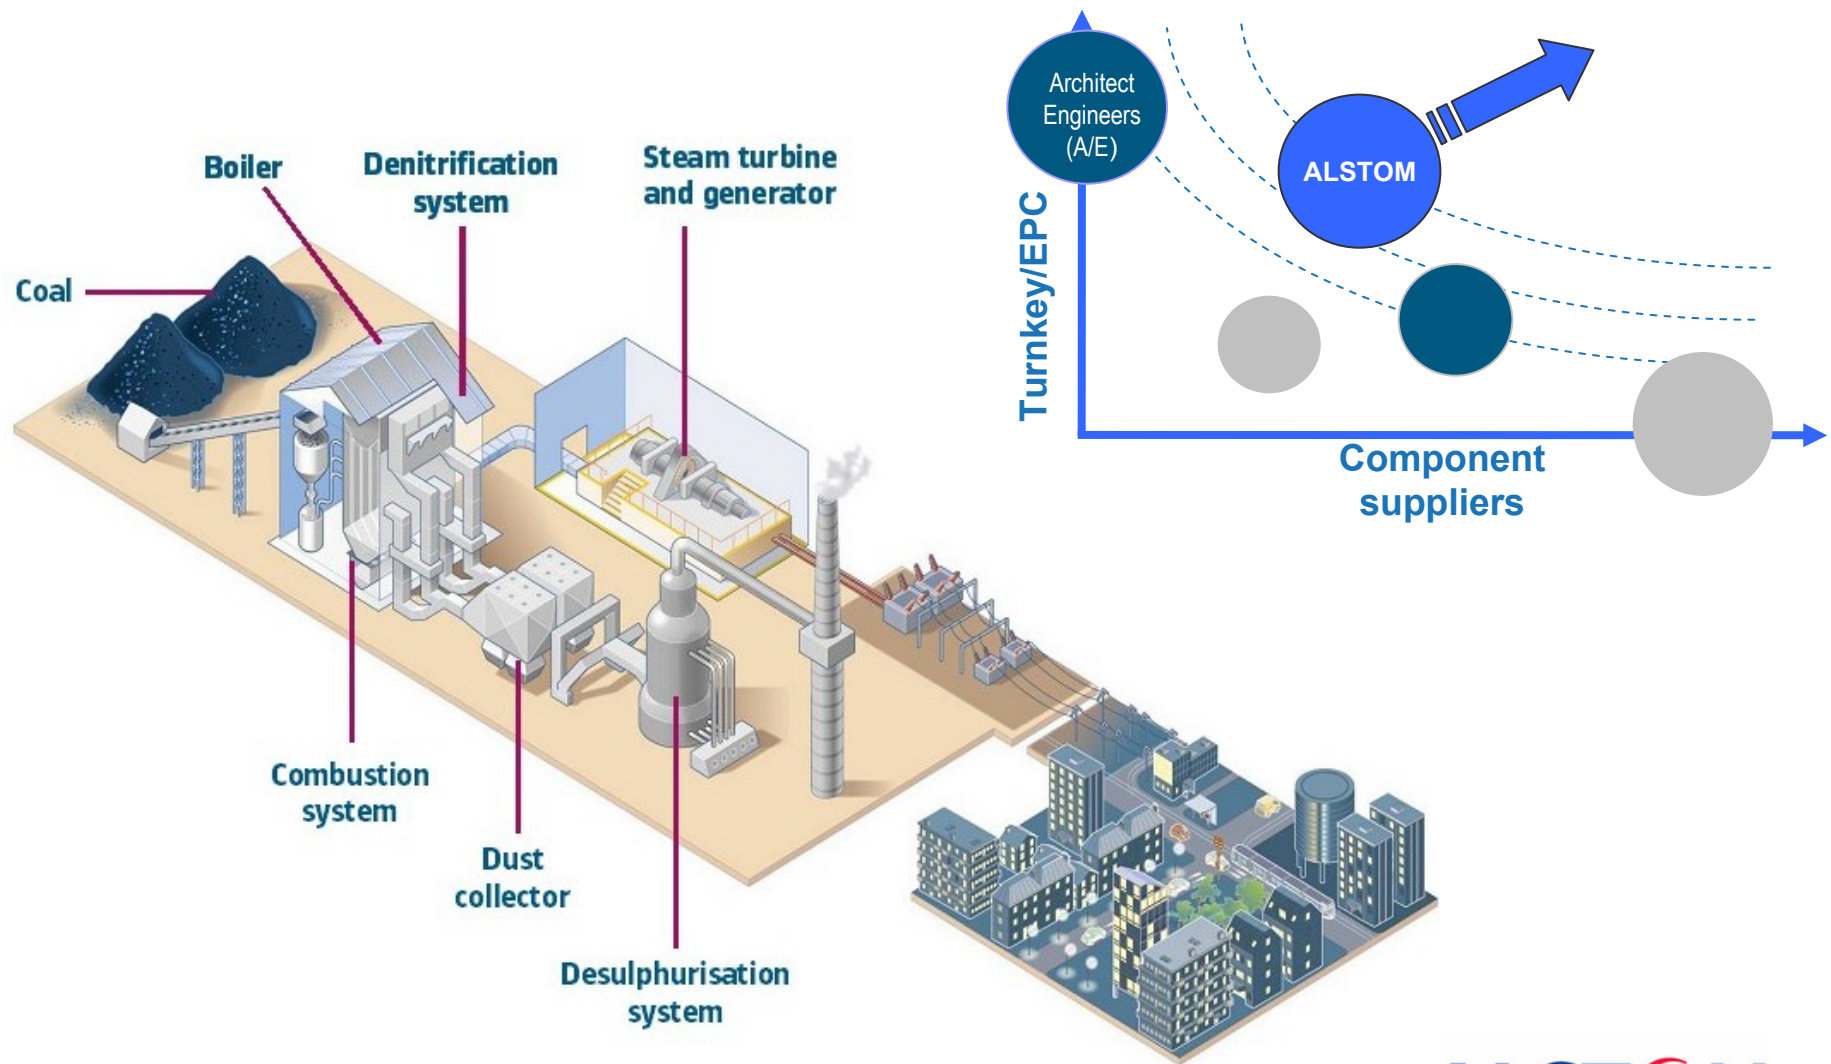 Architect
Engineers
(A/E)
ALSTOM
Turnkey/EPC
Component
suppliers
Boiler
Denitrification
system
Steam turbine
and generator
Coal
Combustion
system
Dust
collector
Desulphurisation
system